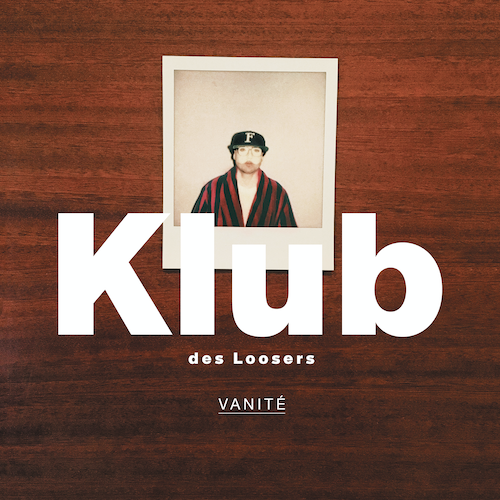 F
Klub
des Loosers
VANITÉ